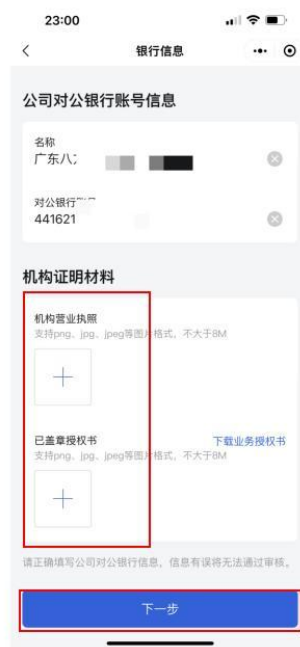 23:00
银行信息
公司对公银行账号信息
名称
广东八
对公银行
441621
机构证明材料
机构营业执照
支持png、jpg、jpeg等图片格式，不大于8M
已盖章授权书
下载业务授权书
支持png、jpg、jpeg等图片格式，不大于8M
请正确填写公司对公银行信息，信息有误将无法通过审核。
下一步